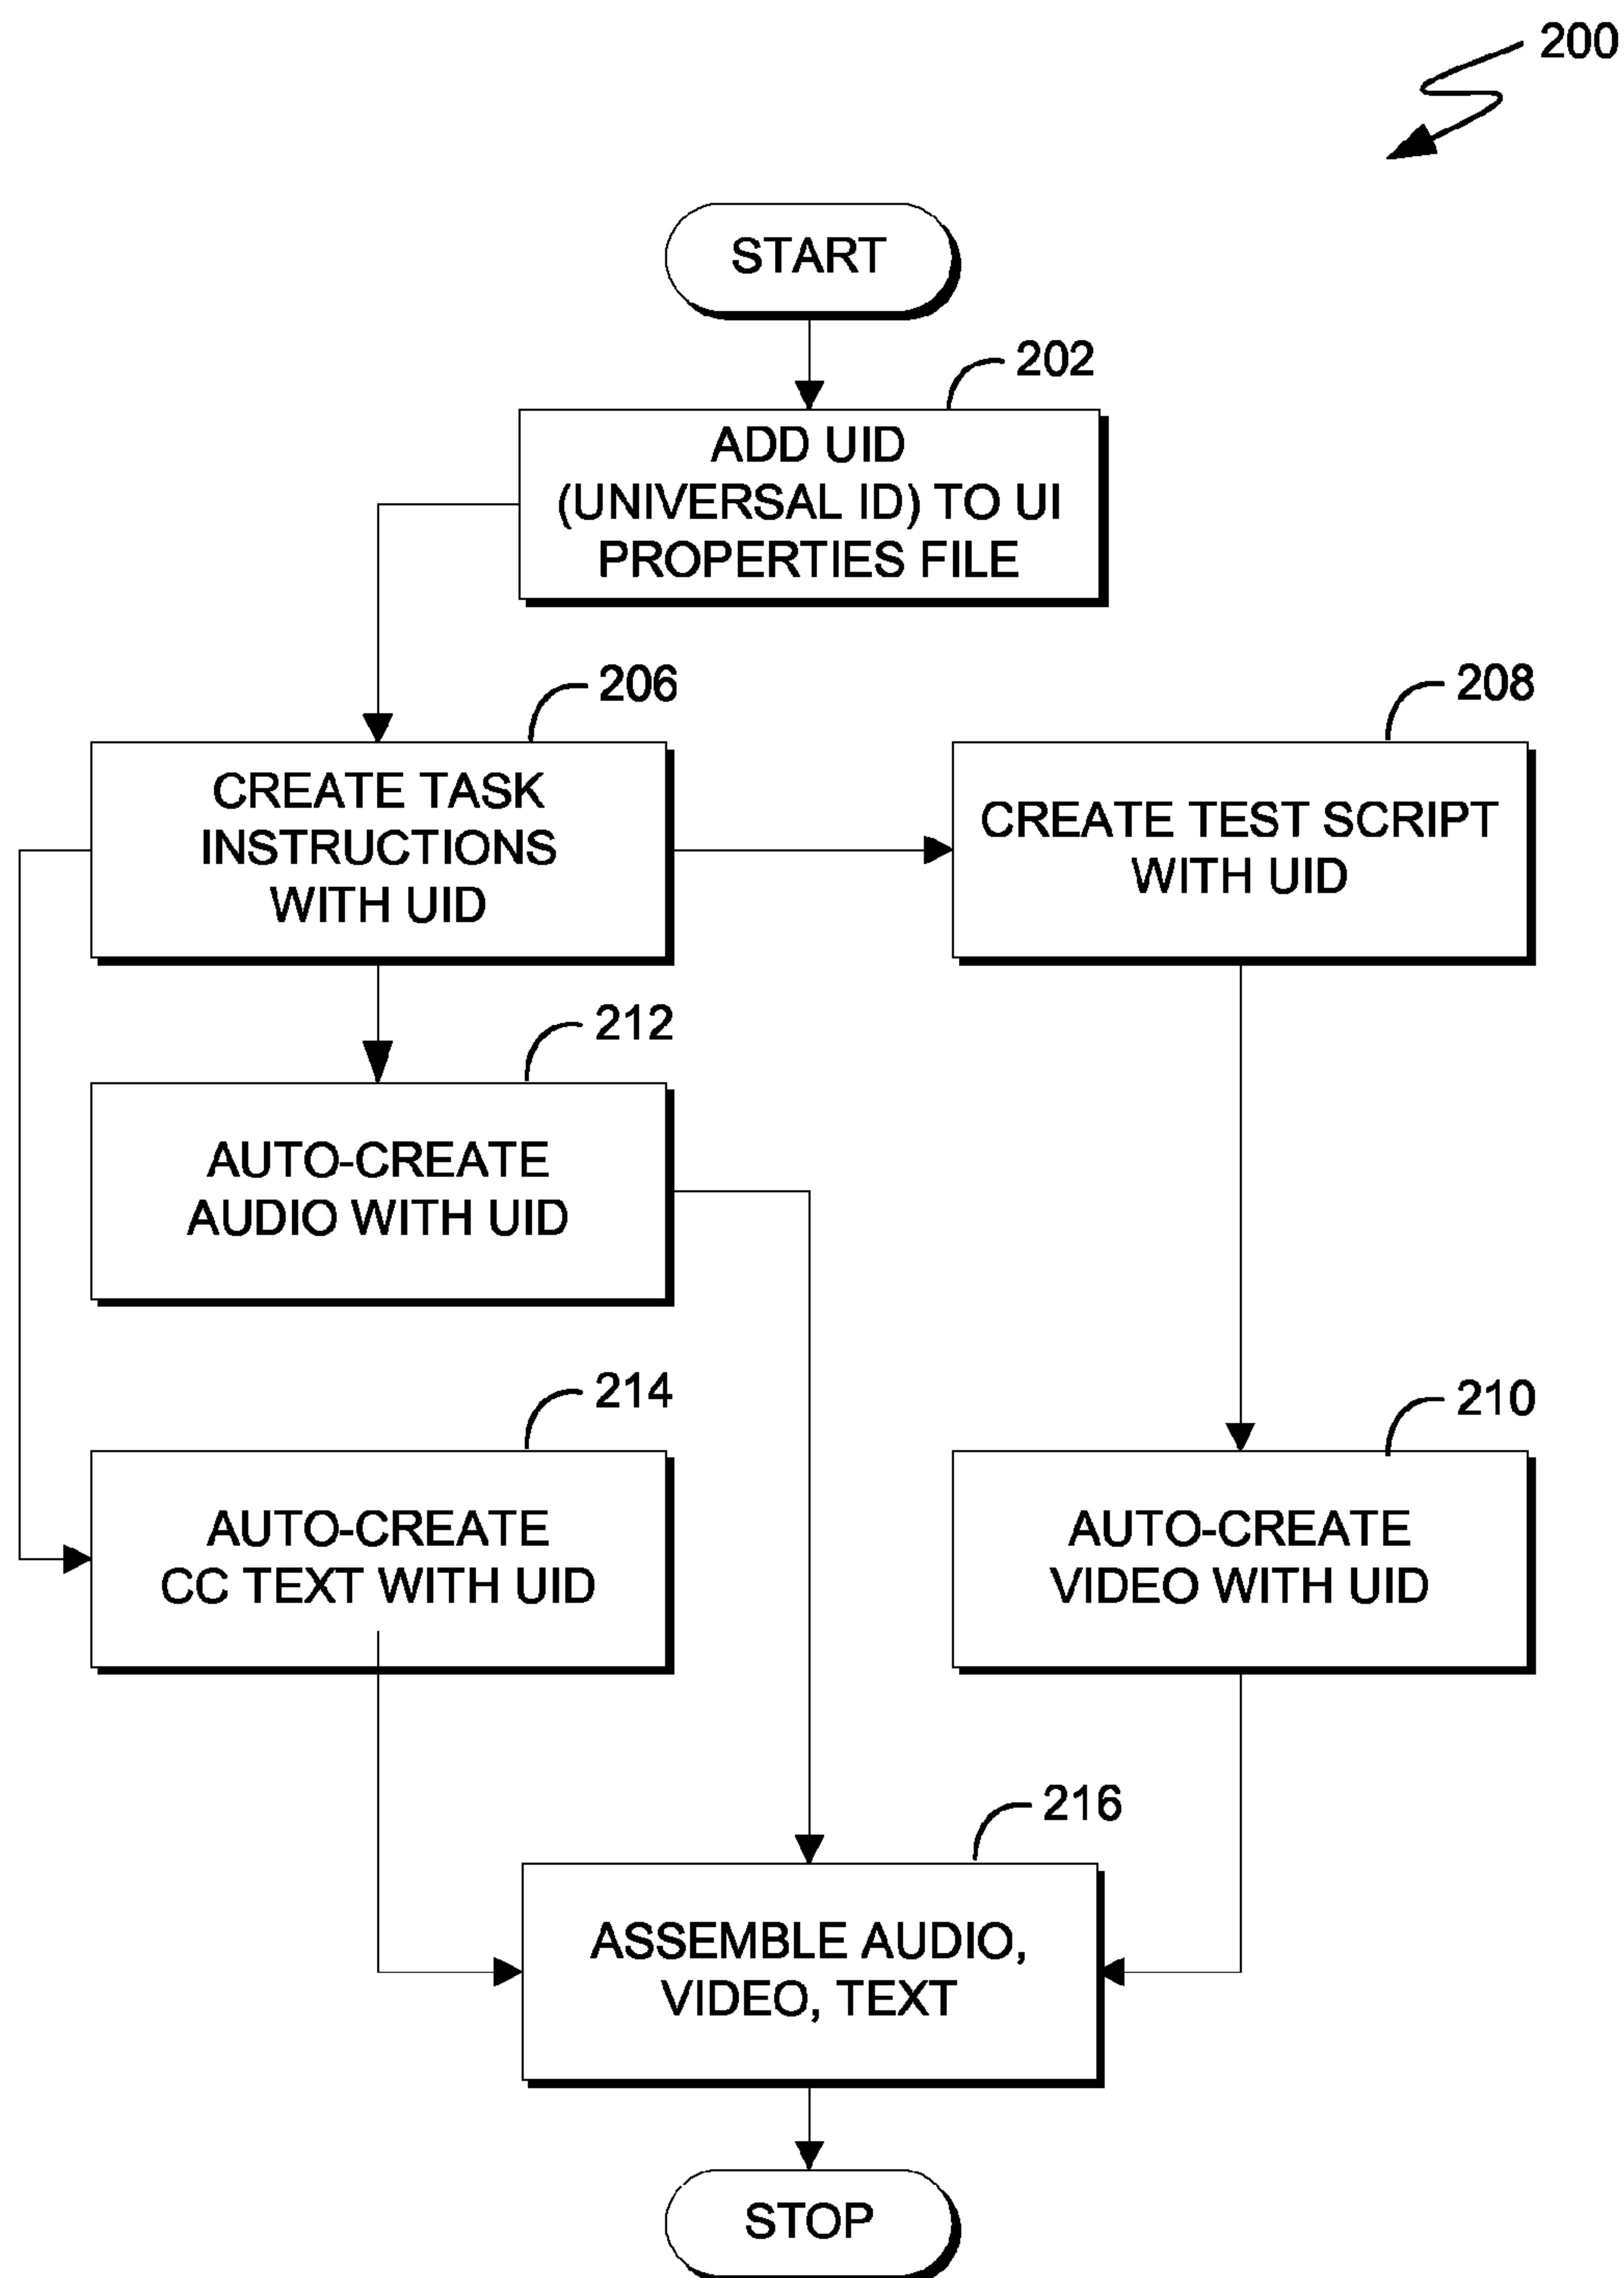 200
START
202
ADD UID
(UNIVERSAL ID) TO UI
PROPERTIES FILE
206
CREATE TASK
INSTRUCTIONS
WITH UID
208
CREATE TEST SCRIPT
WITH UID
212
AUTO-CREATE
AUDIO WITH UID
214
AUTO-CREATE
CC TEXT WITH UID
210
AUTO-CREATE
VIDEO WITH UID
216
ASSEMBLE AUDIO,
VIDEO, TEXT
STOP